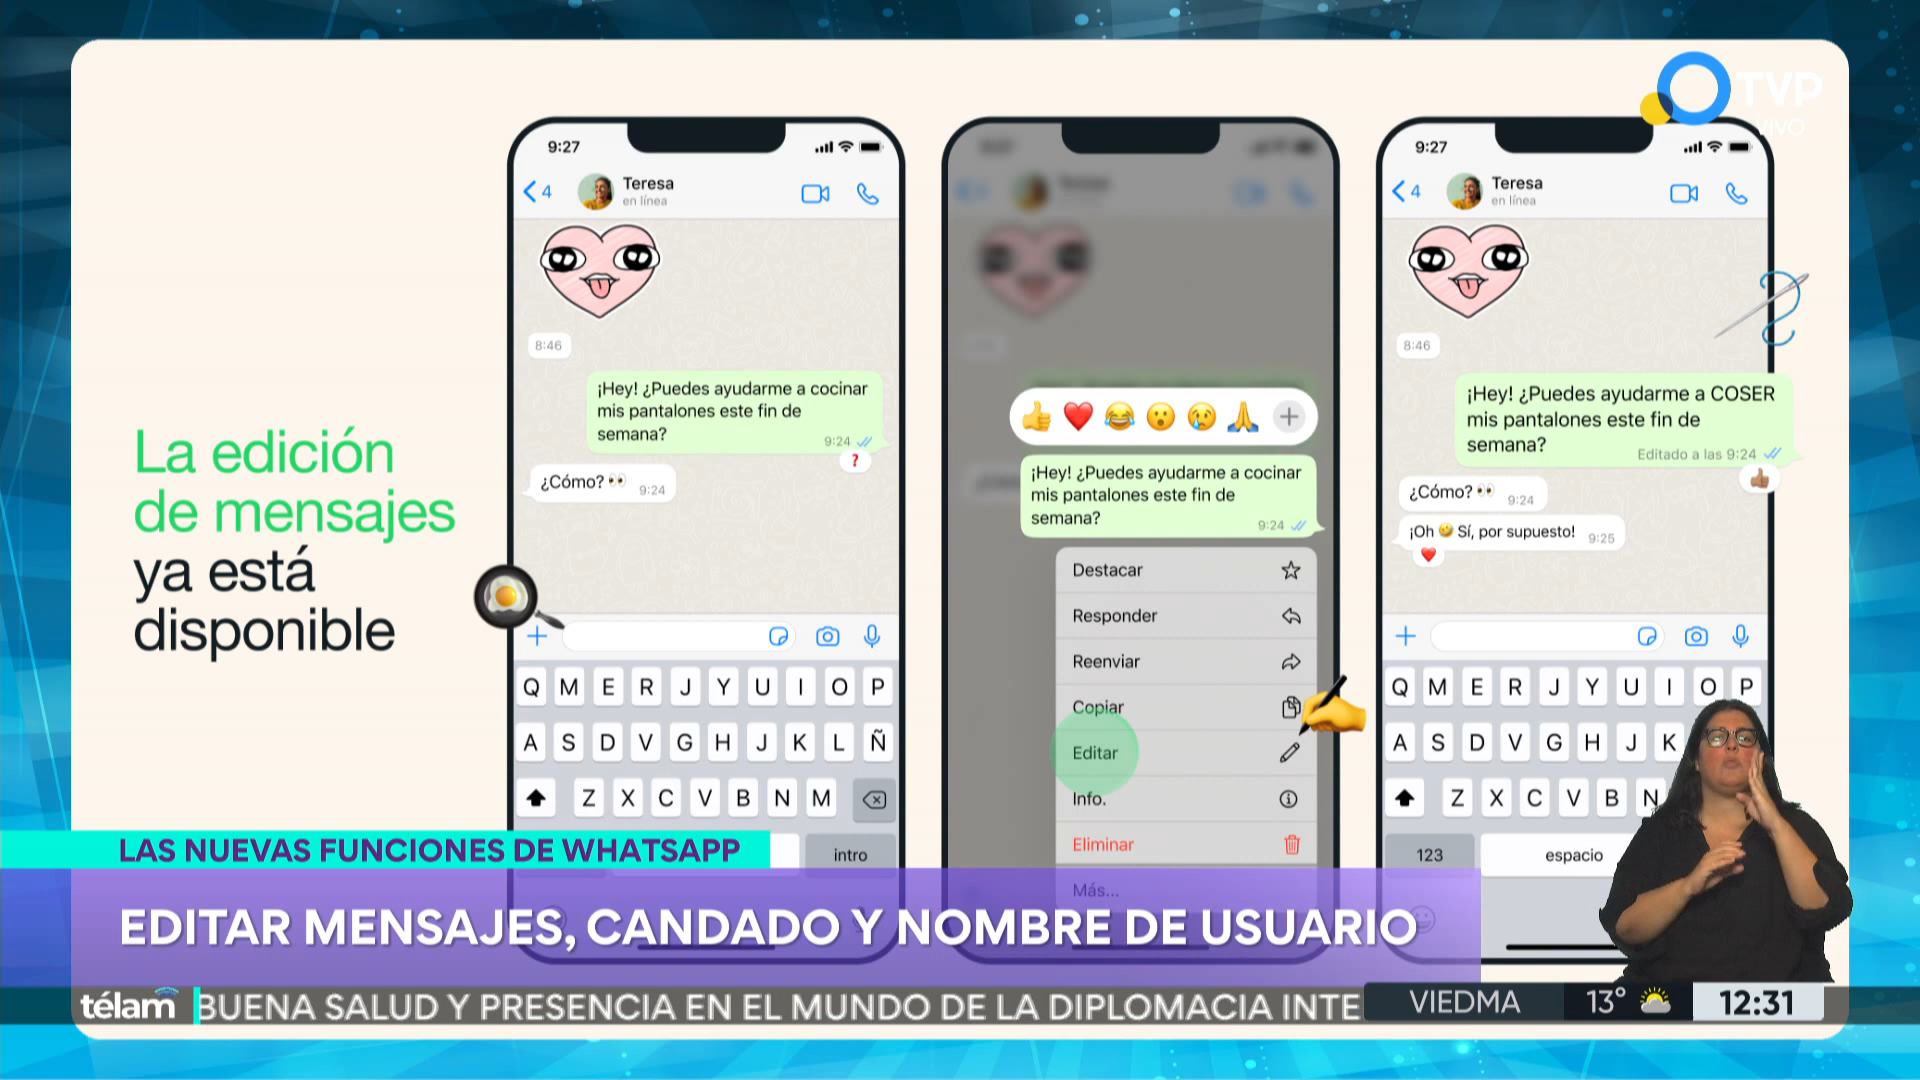 TVP
VIVO
La edición
de mensajes
ya está
disponible
9:27
4
Teresa
en línea
8:46
¡Hey! ¿Puedes ayudarme a cocinar
mis pantalones este fin de
semana?
9:24
?
¿Cómo? 👀
9:24
Q W E R J Y U I O P
A S D V G H J K L Ñ
Z X C V B N M
intro
¡Hey! ¿Puedes ayudarme a cocinar
mis pantalones este fin de
semana?
9:24
Destacar
Responder
Reenviar
Copiar
Editar
Info.
Eliminar
Más...
9:27
4
Teresa
en línea
8:46
¡Hey! ¿Puedes ayudarme a COSER
mis pantalones este fin de
semana?
Editado a las 9:24
¿Cómo? 👀
9:24
¡Oh 🤣 Sí, por supuesto!
9:25
Q M E R J Y U I O P
A S D V G H J K
Z X C V B N
123
espacio
LAS NUEVAS FUNCIONES DE WHATSAPP
EDITAR MENSAJES, CANDADO Y NOMBRE DE USUARIO
télam
BUENA SALUD Y PRESENCIA EN EL MUNDO DE LA DIPLOMACIA INTE
VIEDMA
13°
12:31